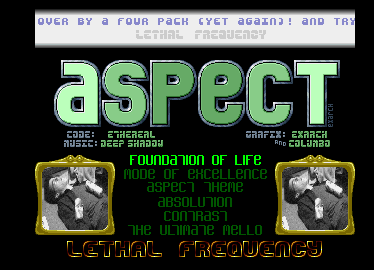 OVER BY A FOUR PACK (YET AGAIN)! AND TRY
LETHAL FREQUENCY
ASPECT
EXARCH
CODE: ETHEREAL
MUSIC: DEEP SHADOW
GRAFIX: EXARCH
AND COLUMBO
FOUNDATION OF LIFE
MODE OF EXCELLENCE
ASPECT THEME
ABSOLUTION
CONTRAST
THE ULTIMATE MELLO
LETHAL FREQUENCY